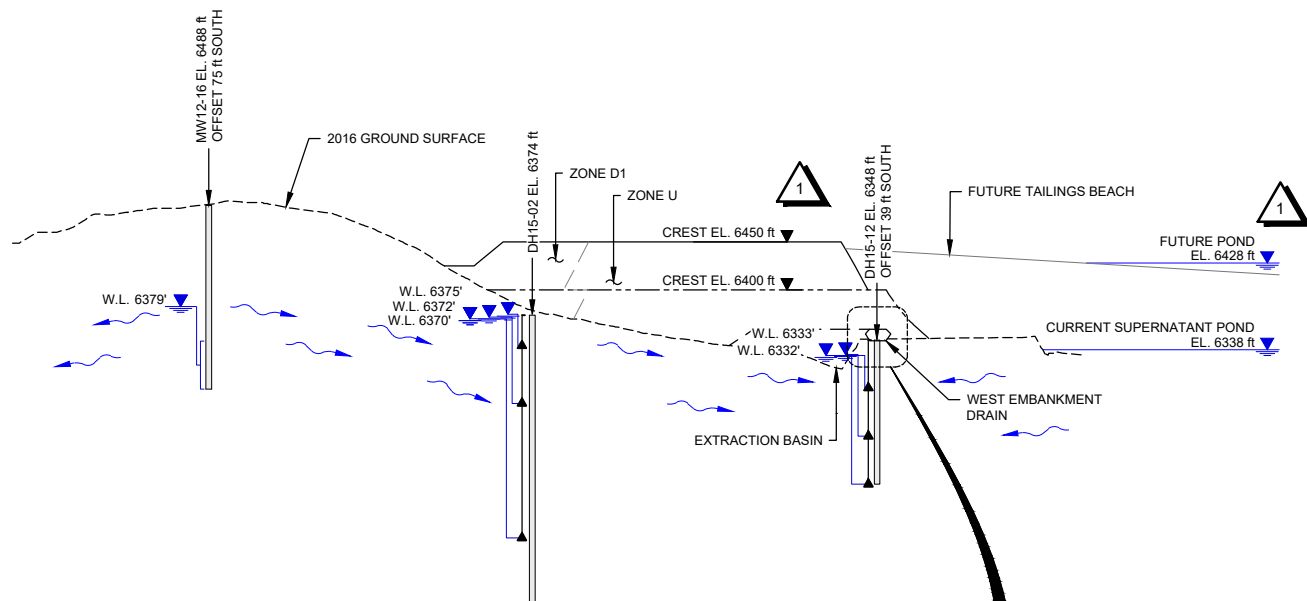 MW12-16 EL. 6488 ft
OFFSET 75 ft SOUTH
2016 GROUND SURFACE
DH15-02 EL. 6374 ft
ZONE D1
ZONE U
1
DH15-12 EL. 6348 ft
OFFSET 39 ft SOUTH
FUTURE TAILINGS BEACH
1
CREST EL. 6450 ft
FUTURE POND
EL. 6428 ft
CREST EL. 6400 ft
W.L. 6379'
W.L. 6375'
W.L. 6372'
W.L. 6370'
W.L. 6333'
W.L. 6332'
CURRENT SUPERNATANT POND
EL. 6338 ft
WEST EMBANKMENT
DRAIN
EXTRACTION BASIN